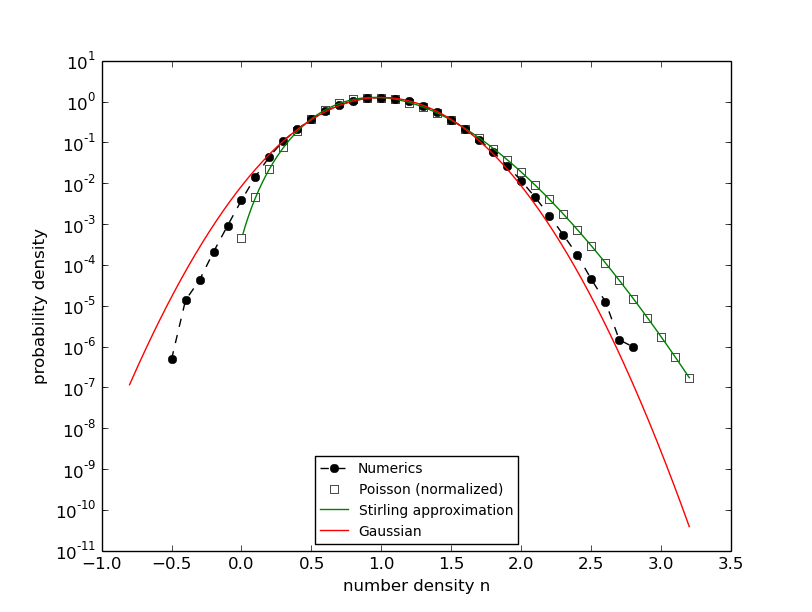 10^1
10^0
10^-1
10^-2
10^-3
10^-4
10^-5
10^-6
10^-7
10^-8
10^-9
10^-10
10^-11
probability density
Numerics
Poisson (normalized)
Stirling approximation
Gaussian
−1.0 −0.5 0.0 0.5 1.0 1.5 2.0 2.5 3.0 3.5
number density n